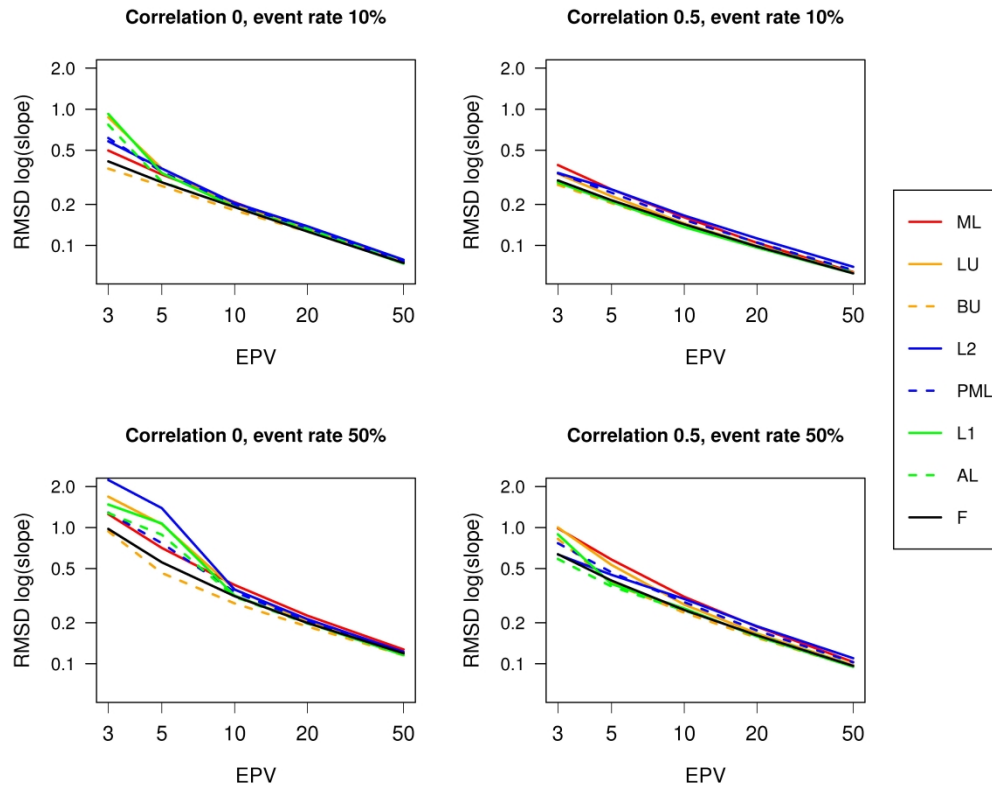 Correlation 0, event rate 10%
RMSD log(slope)
2.0
1.0
0.5
0.2
0.1
3 5 10 20 50
EPV
Correlation 0.5, event rate 10%
RMSD log(slope)
2.0
1.0
0.5
0.2
0.1
3 5 10 20 50
EPV
ML
LU
BU
L2
PML
L1
AL
F
Correlation 0, event rate 50%
RMSD log(slope)
2.0
1.0
0.5
0.2
0.1
3 5 10 20 50
EPV
Correlation 0.5, event rate 50%
RMSD log(slope)
2.0
1.0
0.5
0.2
0.1
3 5 10 20 50
EPV